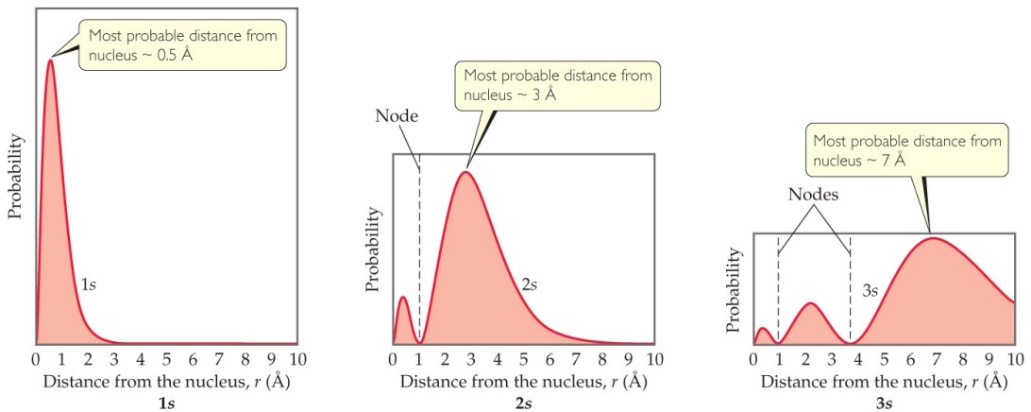 Most probable distance from
nucleus ~ 0.5 Å
Probability
1s
0 1 2 3 4 5 6 7 8 9 10
Distance from the nucleus, r (Å)
1s
Most probable distance from
nucleus ~ 3 Å
Node
Probability
2s
0 1 2 3 4 5 6 7 8 9 10
Distance from the nucleus, r (Å)
2s
Most probable distance from
nucleus ~ 7 Å
Nodes
Probability
3s
0 1 2 3 4 5 6 7 8 9 10
Distance from the nucleus, r (Å)
3s